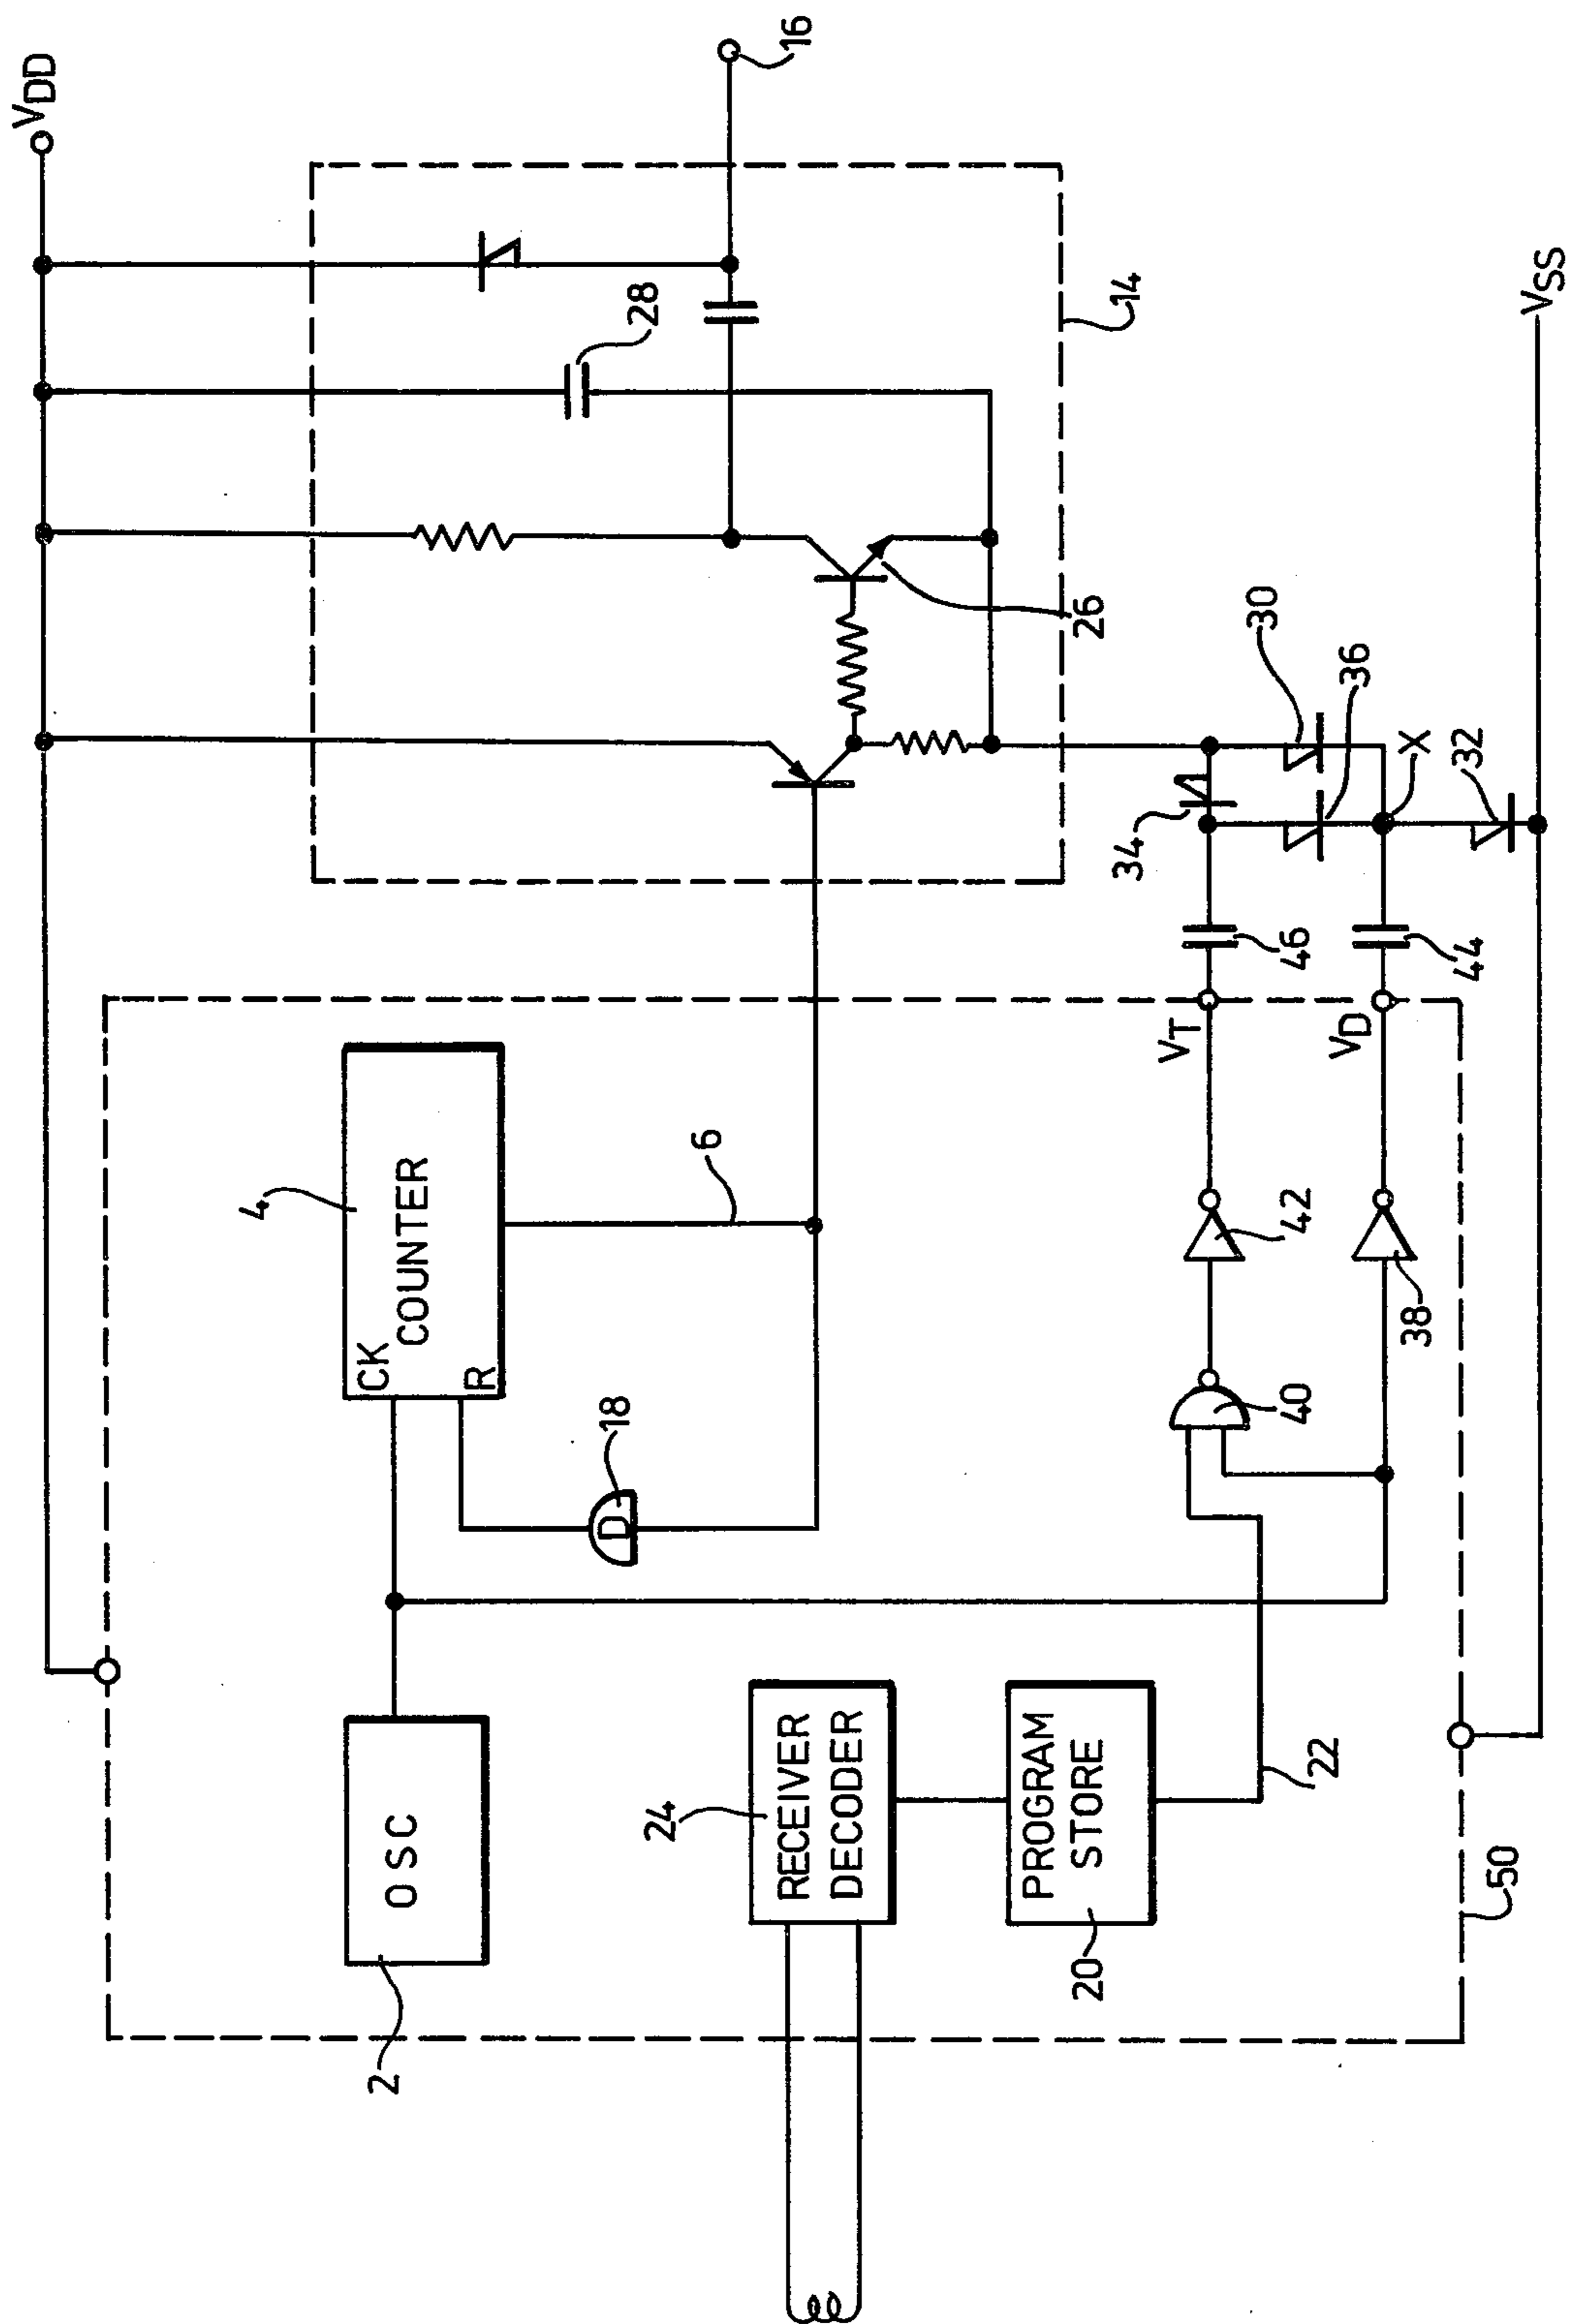 VDD
16
28
14
26
30
36
34
X
32
VSS
46
44
VT
VD
4
COUNTER
CK
R
6
18
42
38
40
OSC
2
24
RECEIVER
DECODER
PROGRAM
STORE
20
22
50
D